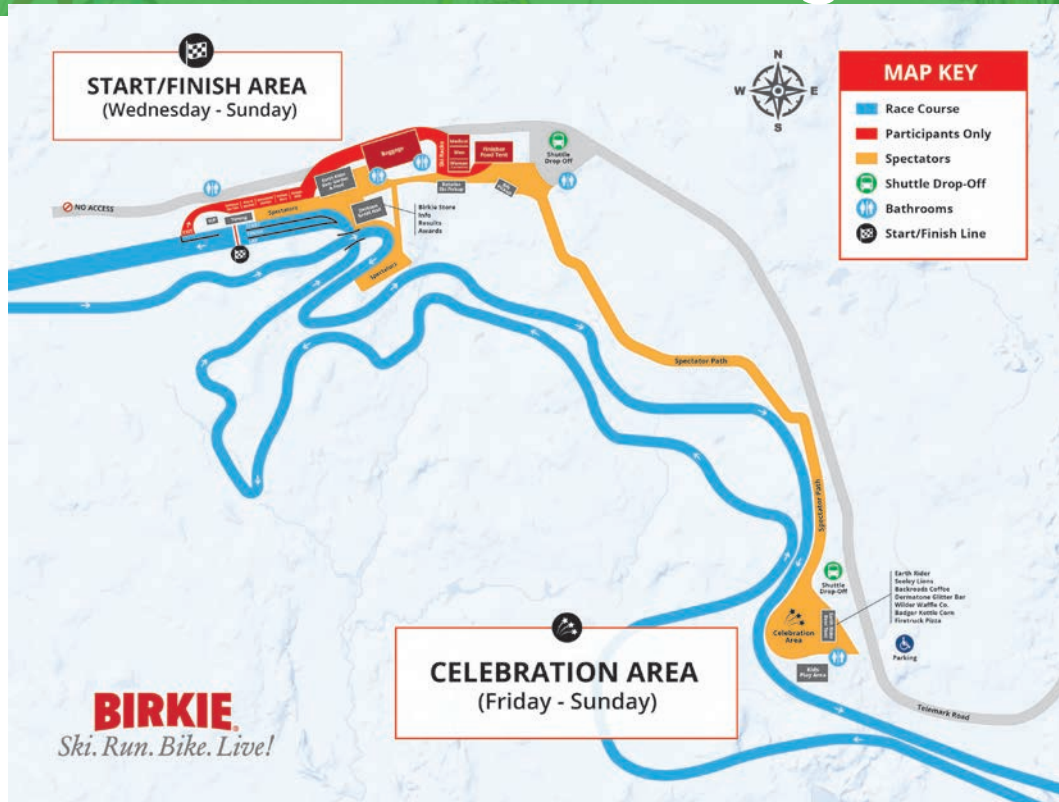 START/FINISH AREA
(Wednesday - Sunday)
N
W
E
S
MAP KEY
Race Course
Participants Only
Spectators
Shuttle Drop-Off
Bathrooms
Start/Finish Line
NO ACCESS
Baggage
Ski Racks
Medical
Men
Women
Finisher
Food Tent
Shuttle
Drop-Off
Spectators
Timing
Birkie Store
Info
Results
Awards
Spectators
Spectator Path
Spectator Path
Shuttle
Drop-Off
Earth Rider
Seeley Lions
Backroads Coffee
Dermatone Glitter Bar
Wilder Waffle Co.
Badger Kettle Corn
Firetruck Pizza
Celebration
Area
Parking
Kids
Play Area
Telemark Road
CELEBRATION AREA
(Friday - Sunday)
BIRKIE®
Ski. Run. Bike. Live!